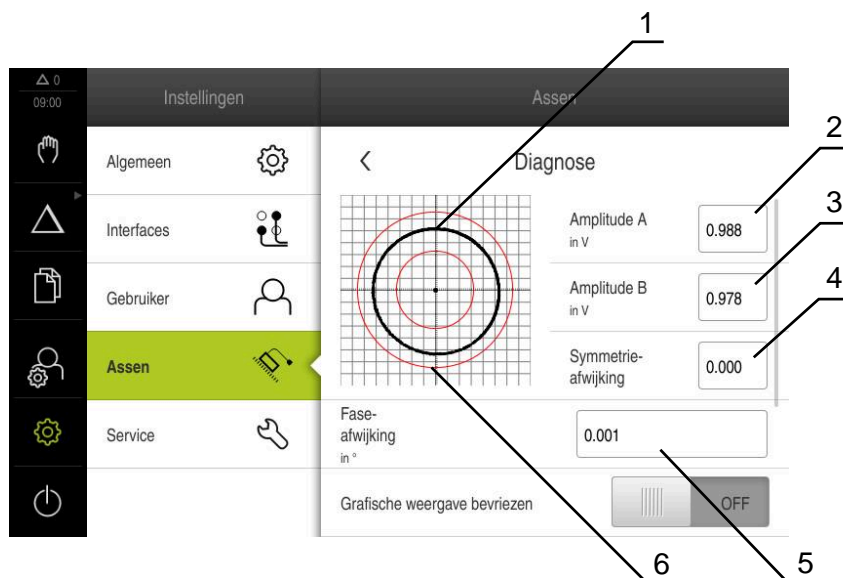 1
△ 0
09:00
Instellingen
Assen
2
Algemeen
Diagnose
Amplitude A
in V
0.988
3
Interfaces
Amplitude B
in V
0.978
4
Gebruiker
Symmetrie-
afwijking
0.000
Assen
Fase-
afwijking
in °
0.001
Service
Grafische weergave bevriezen
OFF
6
5